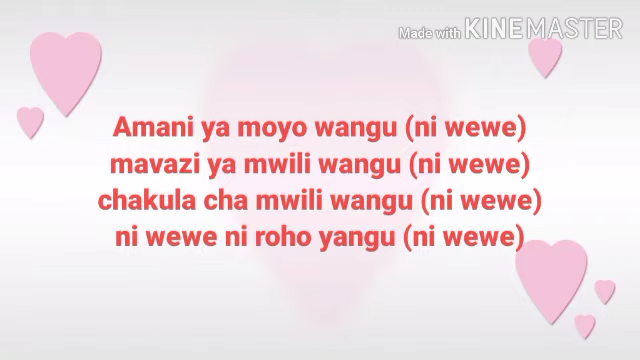 Made with KINEMASTER
Amani ya moyo wangu (ni wewe)
mavazi ya mwili wangu (ni wewe)
chakula cha mwili wangu (ni wewe)
ni wewe ni roho yangu (ni wewe)